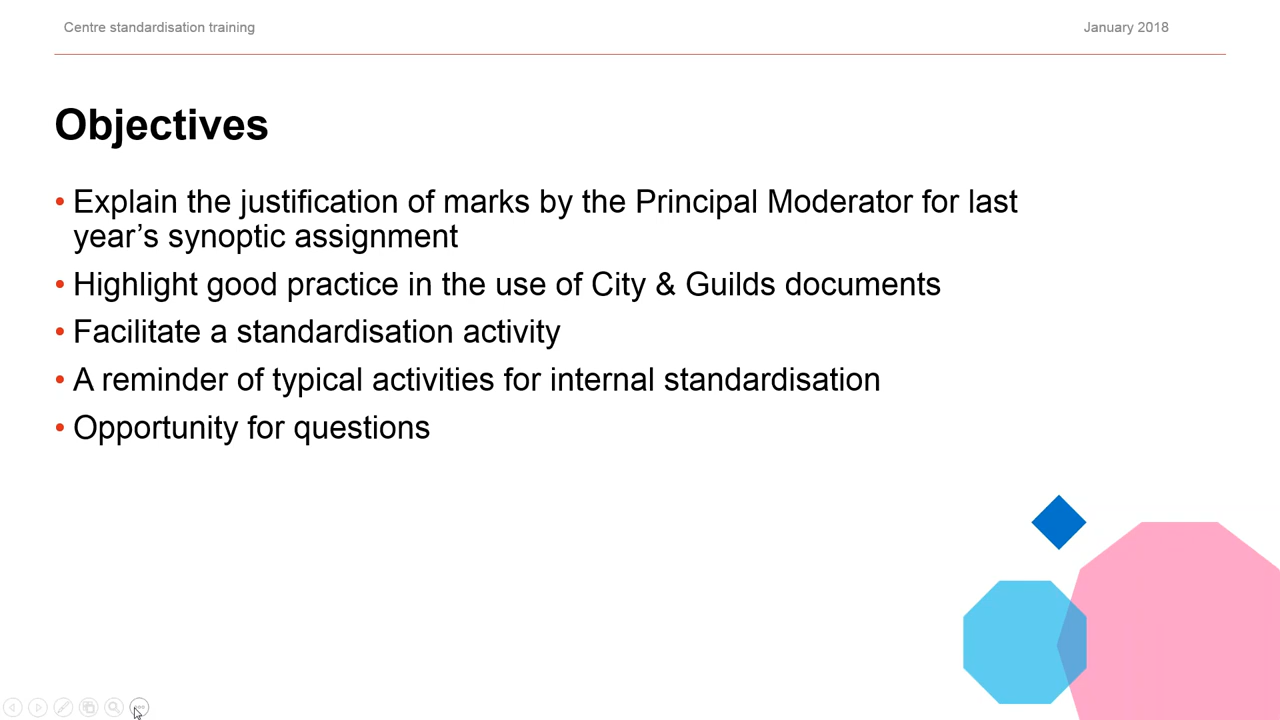 Centre standardisation training
January 2018
Objectives
• Explain the justification of marks by the Principal Moderator for last
year’s synoptic assignment
• Highlight good practice in the use of City & Guilds documents
• Facilitate a standardisation activity
• A reminder of typical activities for internal standardisation
• Opportunity for questions